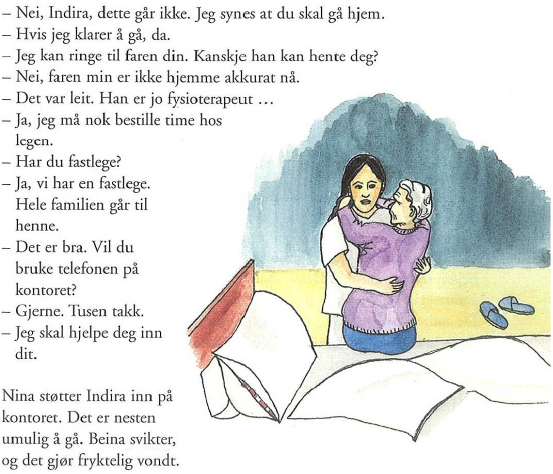 – Nei, Indira, dette går ikke. Jeg synes at du skal gå hjem.
– Hvis jeg klarer å gå, da.
– Jeg kan ringe til faren din. Kanskje han kan hente deg?
– Nei, faren min er ikke hjemme akkurat nå.
– Det var leit. Han er jo fysioterapeut …
– Ja, jeg må nok bestille time hos
legen.
– Har du fastlege?
– Ja, vi har en fastlege.
Hele familien går til
henne.
– Det er bra. Vil du
bruke telefonen på
kontoret?
– Gjerne. Tusen takk.
– Jeg skal hjelpe deg inn
dit.
Nina støtter Indira inn på
kontoret. Det er nesten
umulig å gå. Beina svikter,
og det gjør fryktelig vondt.